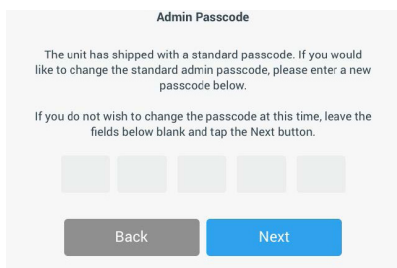 Admin Passcode
The unit has shipped with a standard passcode. If you would
like to change the standard admin passcode, please enter a new
passcode below.
If you do not wish to change the passcode at this time, leave the
fields below blank and tap the Next button.
Back
Next